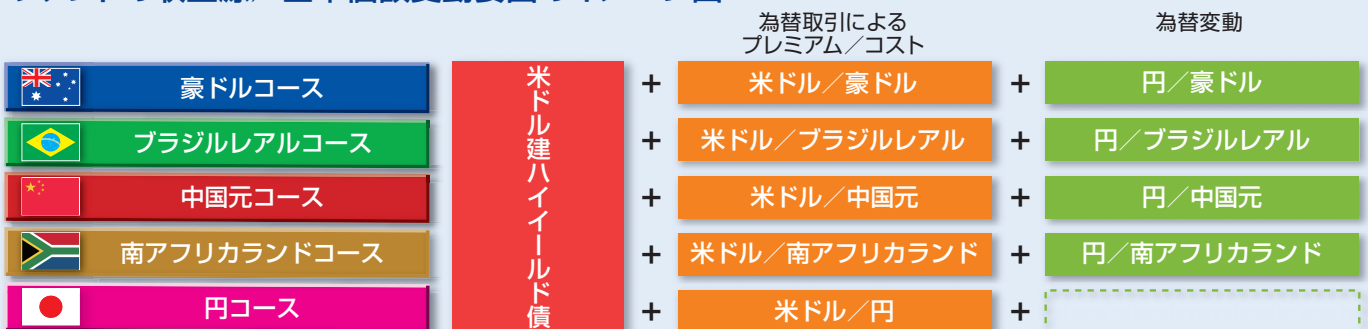 為替取引による
プレミアム／コスト
為替変動
豪ドルコース
米ドル建ハイイールド債
+
米ドル／豪ドル
+
円／豪ドル
ブラジルレアルコース
+
米ドル／ブラジルレアル
+
円／ブラジルレアル
中国元コース
+
米ドル／中国元
+
円／中国元
南アフリカランドコース
+
米ドル／南アフリカランド
+
円／南アフリカランド
円コース
+
米ドル／円
+